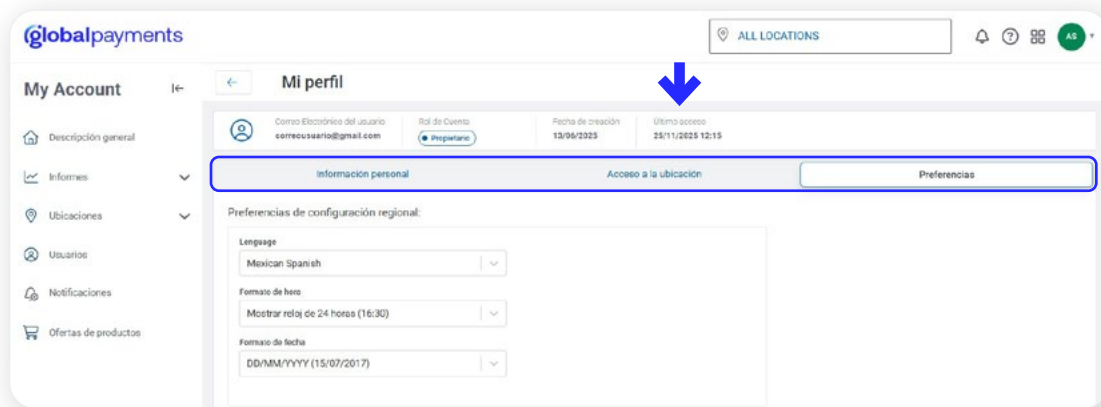 globalpayments
ALL LOCATIONS
AS
My Account
Mi perfil
Correo Electrónico del usuario
Rol de Cuenta
Fecha de creación
Último acceso
correousuario@gmail.com
Propietario
13/06/2025
25/11/2025 12:15
Descripción general
Informes
Ubicaciones
Usuarios
Notificaciones
Ofertas de productos
Información personal
Acceso a la ubicación
Preferencias
Preferencias de configuración regional:
Lenguage
Mexican Spanish
Formato de hora
Mostrar reloj de 24 horas (16:30)
Formato de fecha
DD/MM/YYYY (15/07/2017)